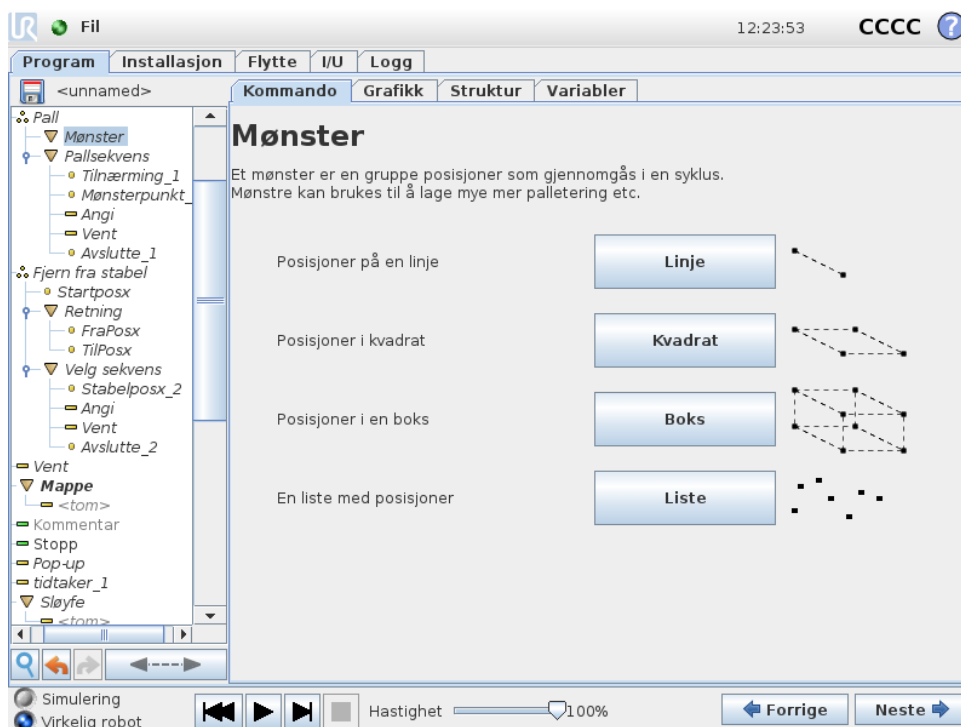 UR Fil 12:23:53 CCCC ?
Program Installasjon Flytte I/U Logg
<unnamed>
Kommando Grafikk Struktur Variabler
Pall
Mønster
Pallsekvens
Tilnærming_1
Mønsterpunkt_
Angi
Vent
Avslutte_1
Fjern fra stabel
Startposx
Retning
FraPosx
TilPosx
Velg sekvens
Stabelposx_2
Angi
Vent
Avslutte_2
Vent
Mappe
<tom>
Kommentar
Stopp
Pop-up
tidtaker_1
Sløyfe
<tom>
Mønster
Et mønster er en gruppe posisjoner som gjennomgås i en syklus.
Mønstre kan brukes til å lage mye mer palletering etc.
Posisjoner på en linje Linje
Posisjoner i kvadrat Kvadrat
Posisjoner i en boks Boks
En liste med posisjoner Liste
Simulering
Virkelig robot
Hastighet 100%
Forrige Neste